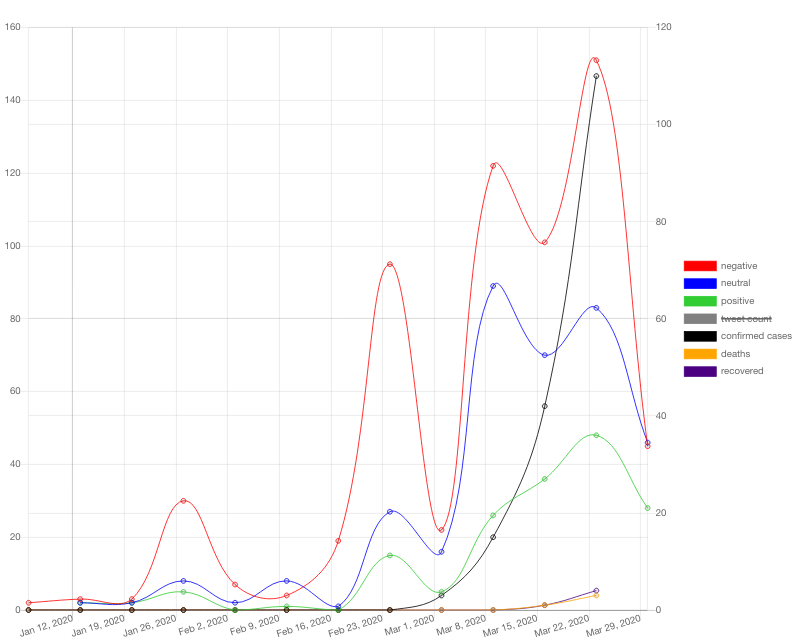 160
140
120
100
80
60
40
20
0
120
100
80
60
40
20
0
Jan 12, 2020
Jan 19, 2020
Jan 26, 2020
Feb 2, 2020
Feb 9, 2020
Feb 16, 2020
Feb 23, 2020
Mar 1, 2020
Mar 8, 2020
Mar 15, 2020
Mar 22, 2020
Mar 29, 2020
negative
neutral
positive
tweet count
confirmed cases
deaths
recovered